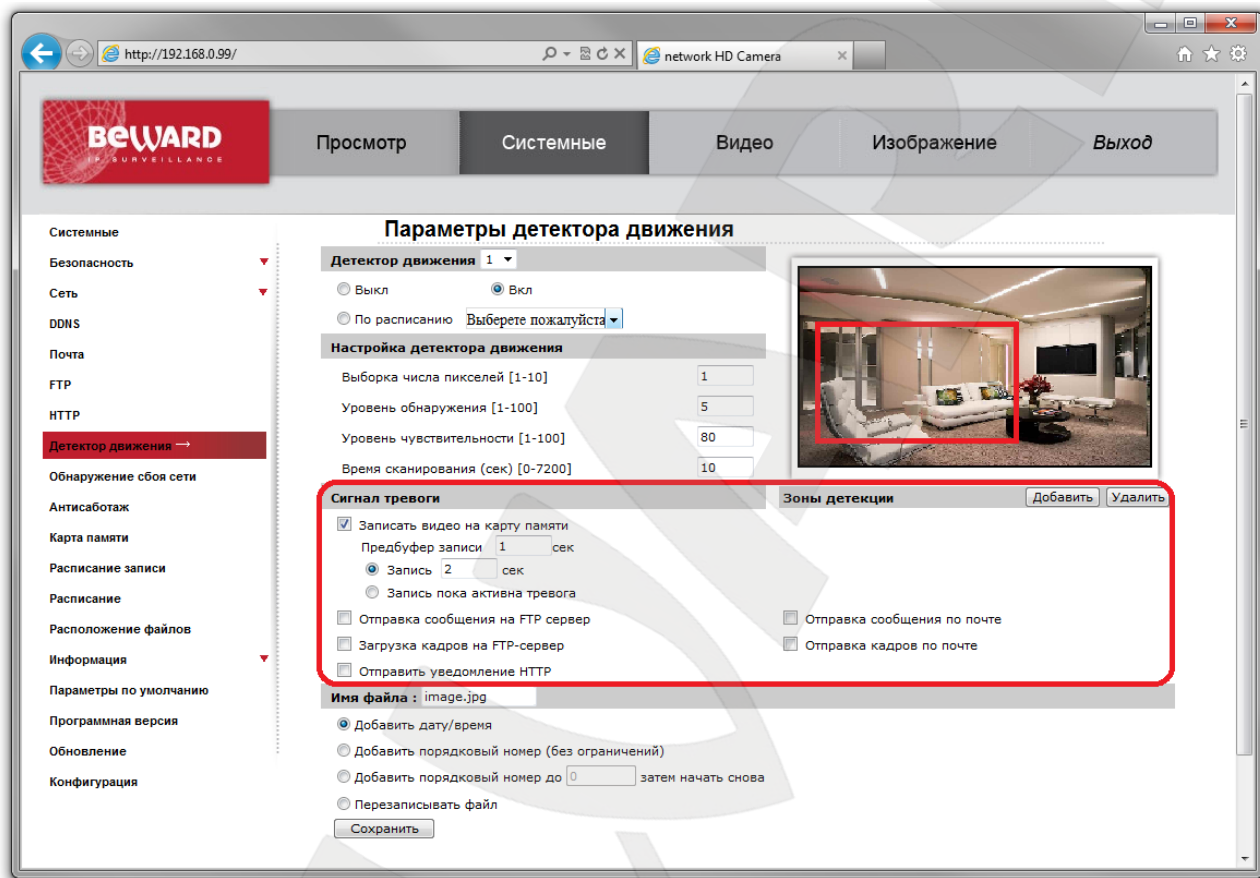 http://192.168.0.99/
network HD Camera
BEWARD
IP SURVEILLANCE
Просмотр
Системные
Видео
Изображение
Выход
Системные
Безопасность
Сеть
DDNS
Почта
FTP
HTTP
Детектор движения →
Обнаружение сбоя сети
Антисаботаж
Карта памяти
Расписание записи
Расписание
Расположение файлов
Информация
Параметры по умолчанию
Программная версия
Обновление
Конфигурация
Параметры детектора движения
Детектор движения 1
Выкл Вкл
По расписанию Выберете пожалуйста
Настройка детектора движения
Выборка числа пикселей [1-10] 1
Уровень обнаружения [1-100] 5
Уровень чувствительности [1-100] 80
Время сканирования (сек) [0-7200] 10
Сигнал тревоги
Зоны детекции Добавить Удалить
Записать видео на карту памяти
Предбуфер записи 1 сек
Запись 2 сек
Запись пока активна тревога
Отправка сообщения на FTP сервер
Отправка сообщения по почте
Загрузка кадров на FTP-сервер
Отправка кадров по почте
Отправить уведомление HTTP
Имя файла : image.jpg
Добавить дату/время
Добавить порядковый номер (без ограничений)
Добавить порядковый номер до 0 затем начать снова
Перезаписывать файл
Сохранить